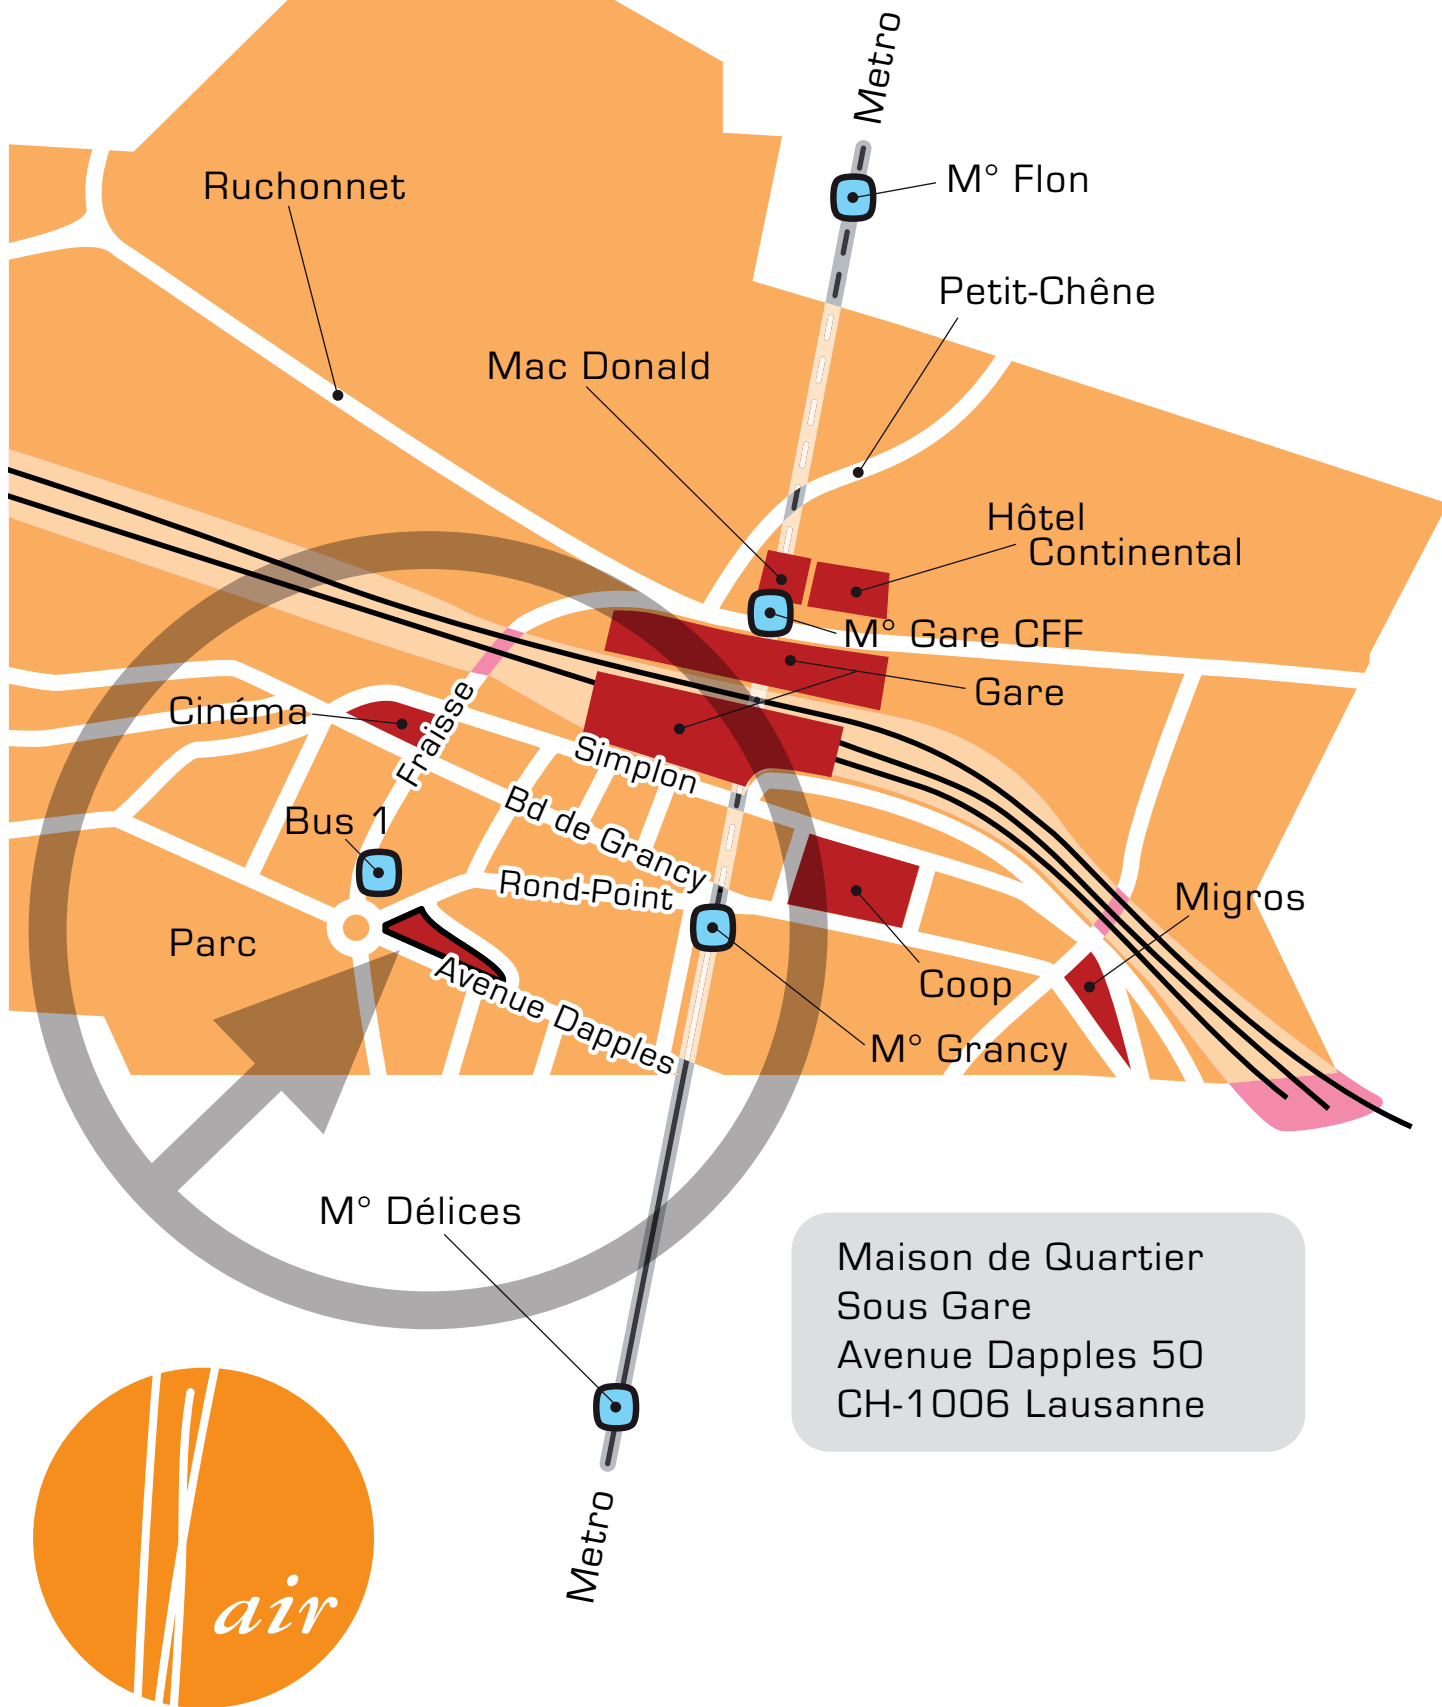 Metro
M° Flon
Ruchonnet
Petit-Chêne
Mac Donald
Hôtel
Continental
M° Gare CFF
Gare
Cinéma
Fraisse
Simplon
Bd de Grancy
Bus 1
Rond-Point
Migros
Parc
Avenue Dapples
Coop
M° Grancy
M° Délices
Maison de Quartier
Sous Gare
Avenue Dapples 50
CH-1006 Lausanne
Metro
air